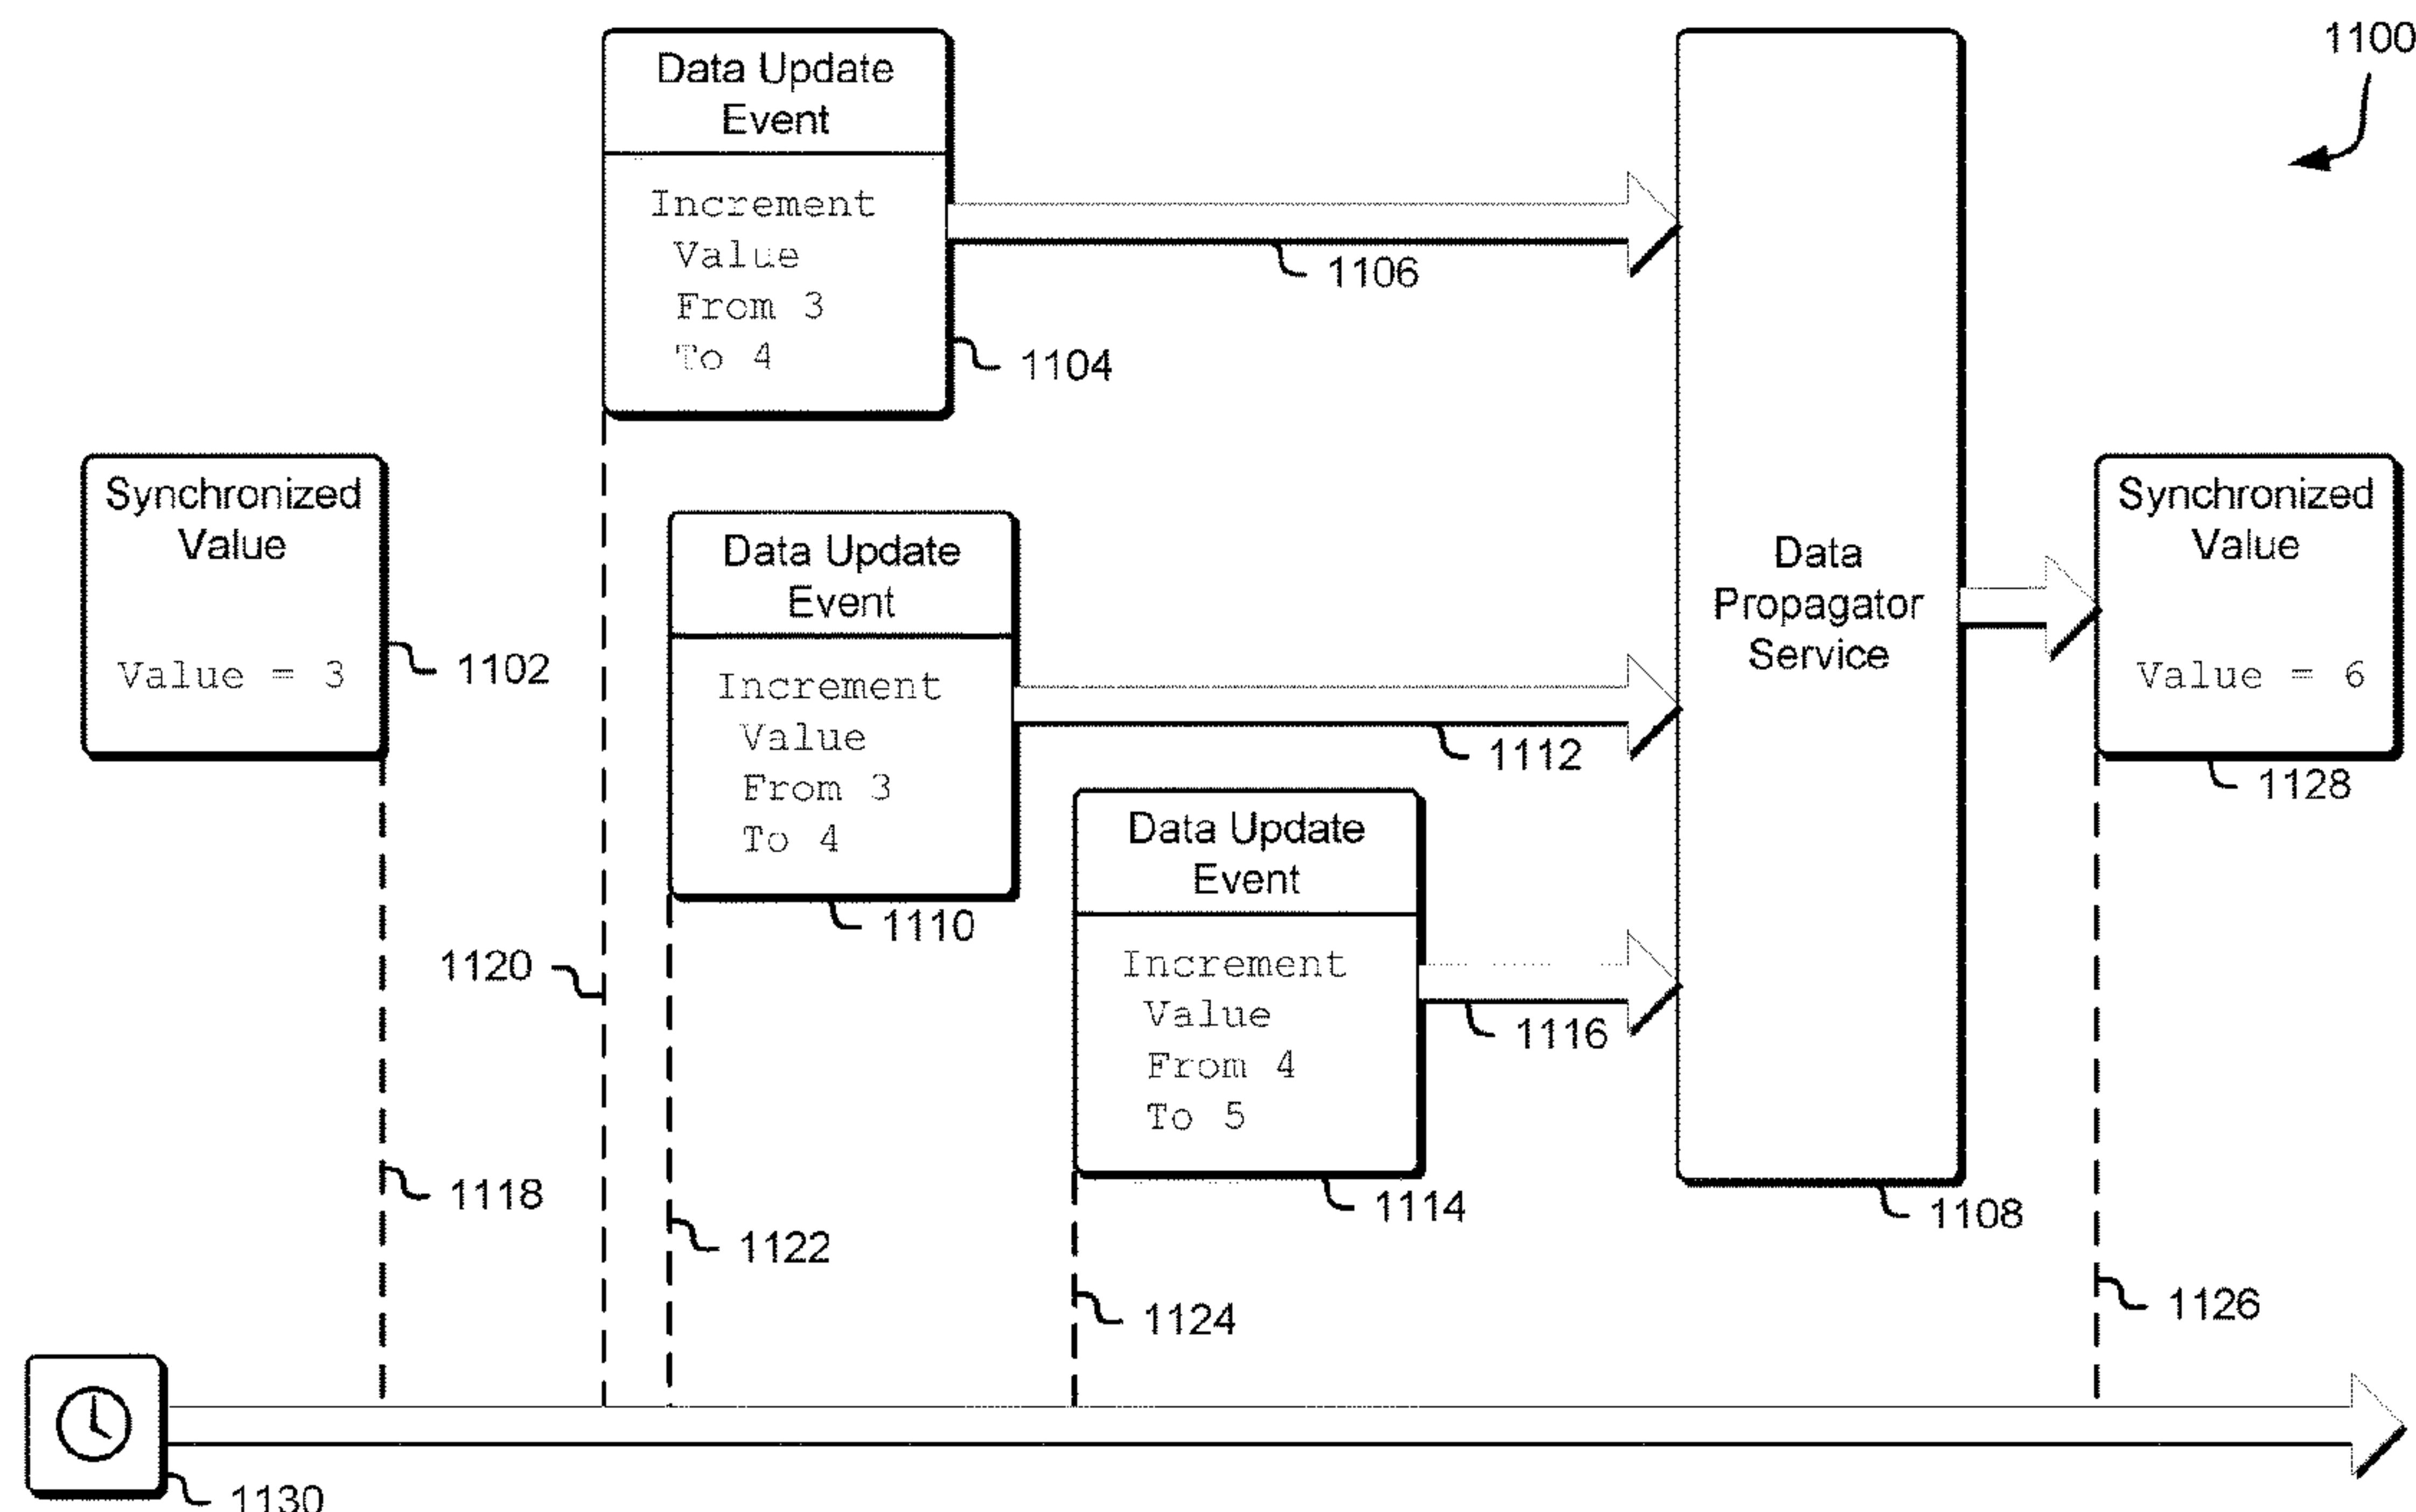 1100
Data Update
Event
Increment
Value
From 3
To 4
1106
1104
Synchronized
Value
Value = 3
1102
Data Update
Event
Increment
Value
From 3
To 4
1112
1110
Data Update
Event
Increment
Value
From 4
To 5
1116
1114
Data
Propagator
Service
1108
Synchronized
Value
Value = 6
1128
1120
1118
1122
1124
1126
1130